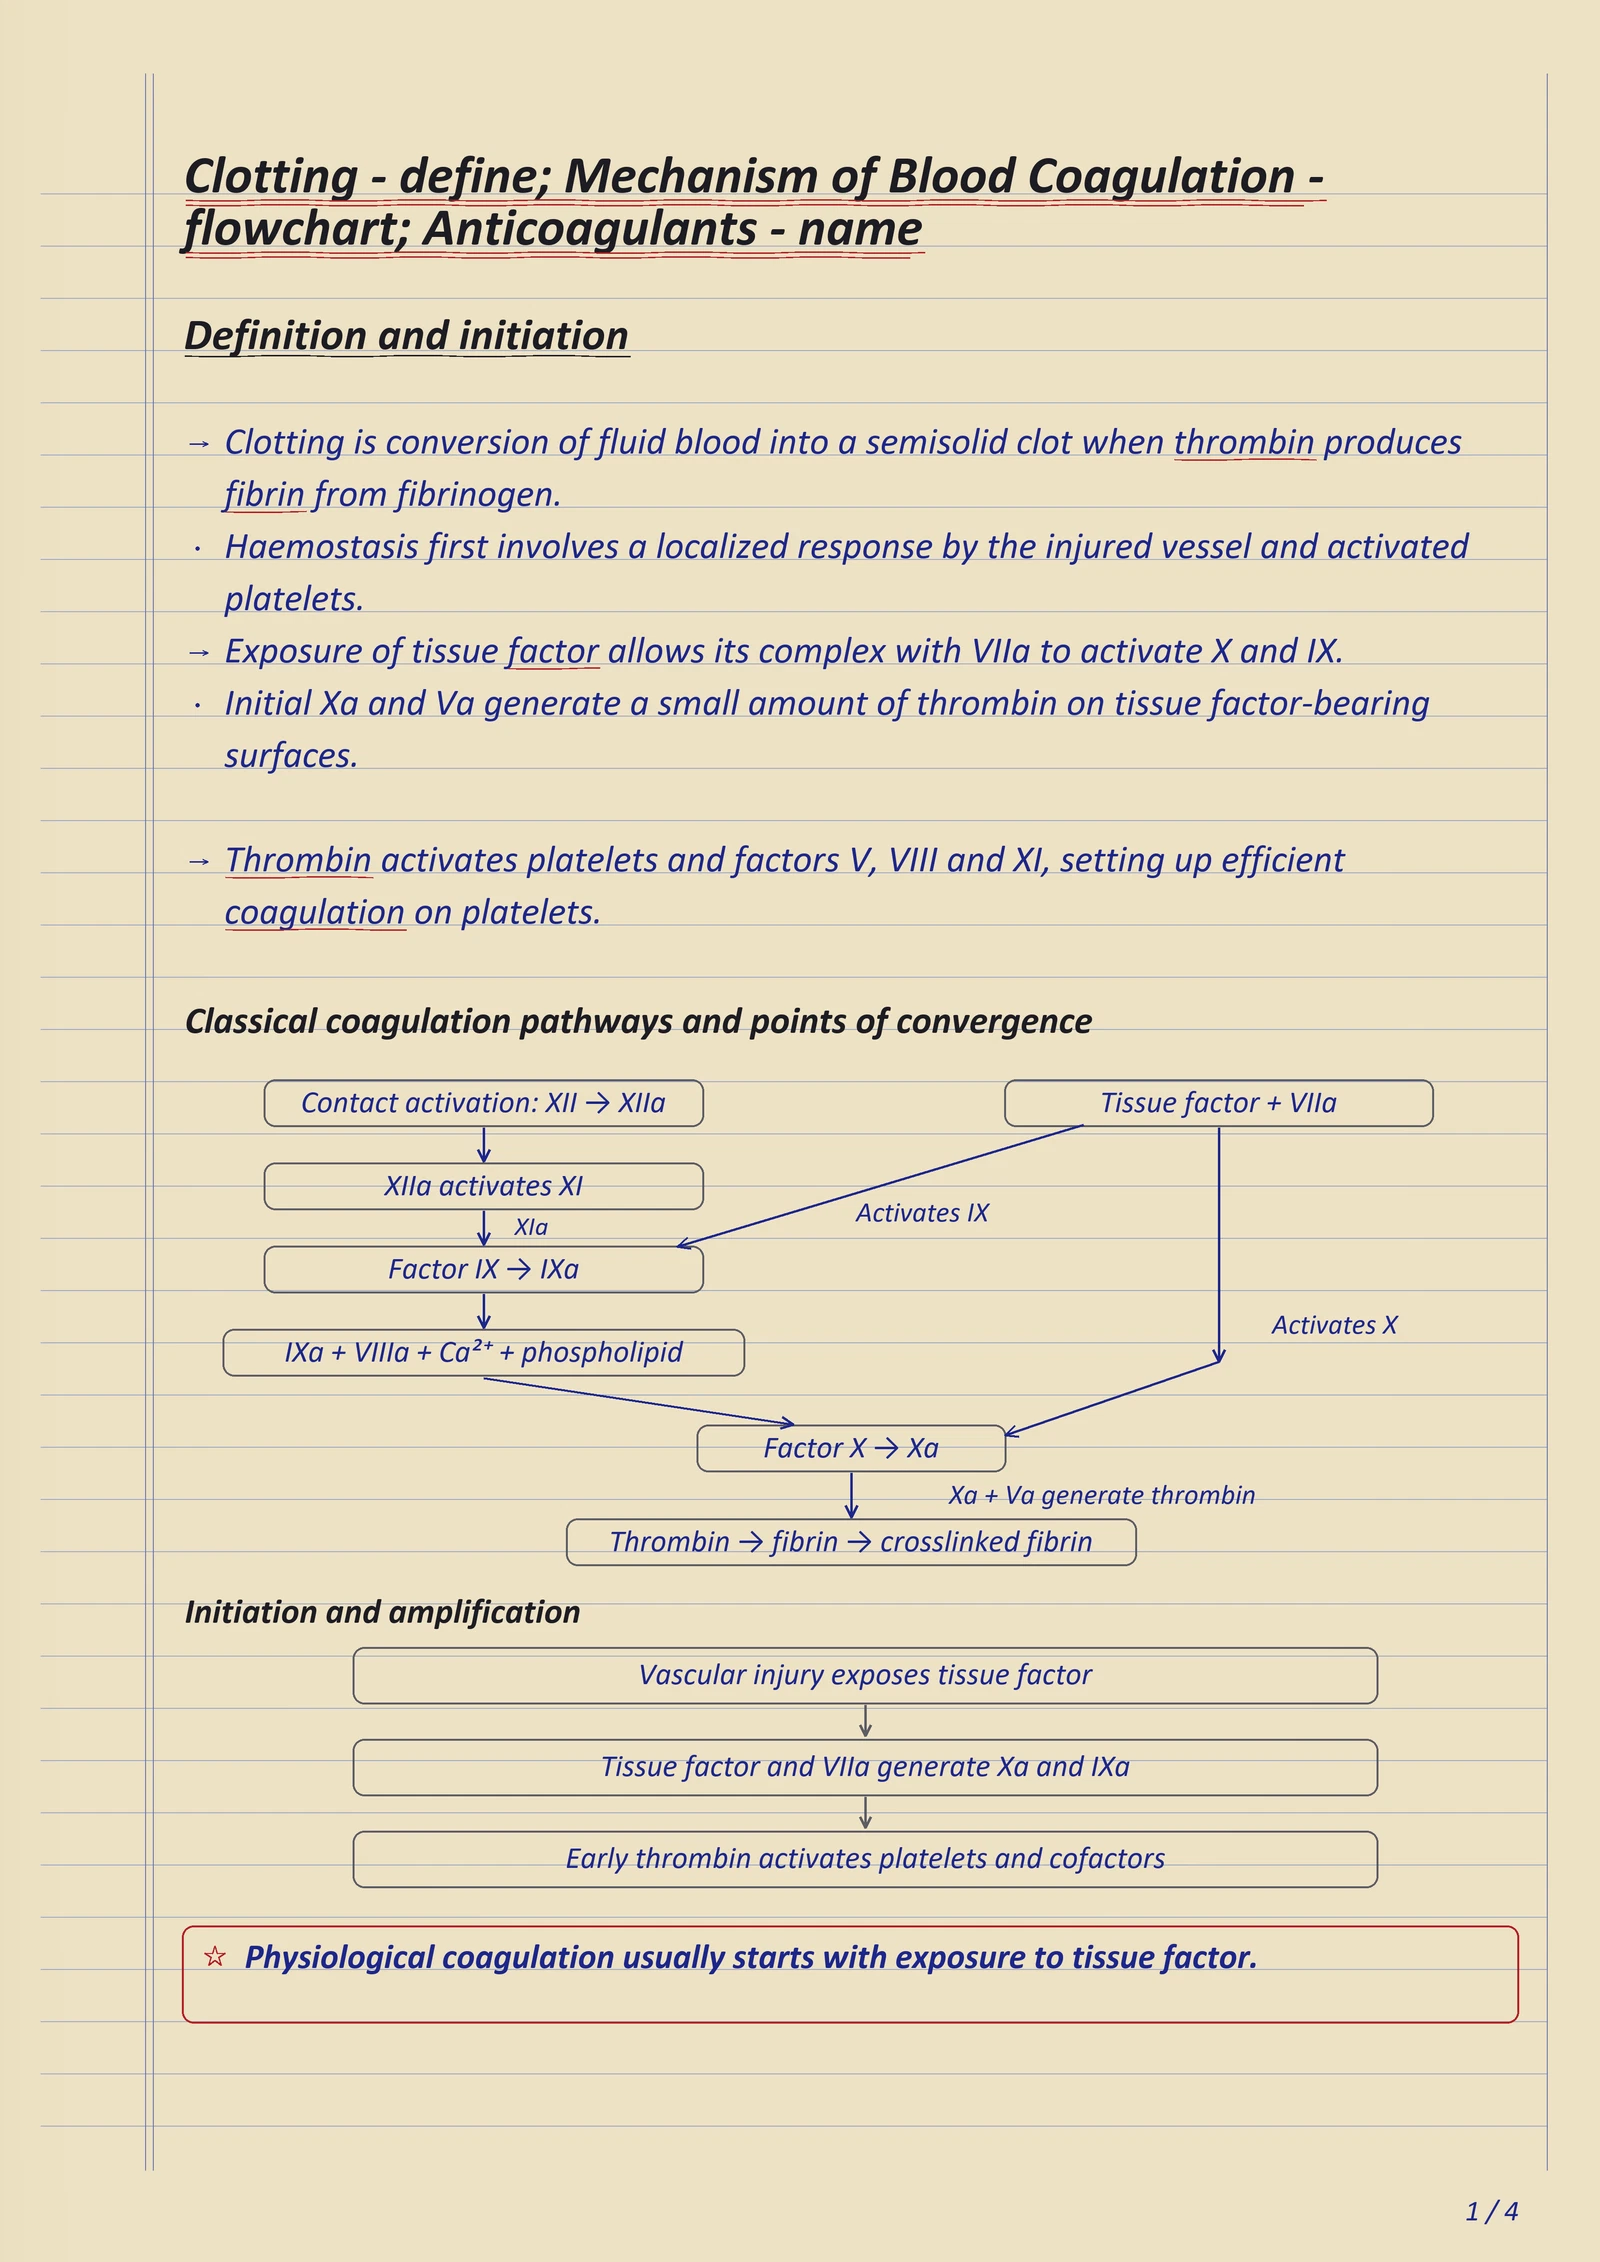 Clotting - define; Mechanism of Blood Coagulation -
flowchart; Anticoagulants - name
Definition and initiation
→ Clotting is conversion of fluid blood into a semisolid clot when thrombin produces
fibrin from fibrinogen.
· Haemostasis first involves a localized response by the injured vessel and activated
platelets.
→ Exposure of tissue factor allows its complex with VIIa to activate X and IX.
· Initial Xa and Va generate a small amount of thrombin on tissue factor-bearing
surfaces.
→ Thrombin activates platelets and factors V, VIII and XI, setting up efficient
coagulation on platelets.
Classical coagulation pathways and points of convergence
Contact activation: XII → XIIa
Tissue factor + VIIa
XIIa activates XI
Activates IX
XIa
Factor IX → IXa
Activates X
IXa + VIIIa + Ca²⁺ + phospholipid
Factor X → Xa
Xa + Va generate thrombin
Thrombin → fibrin → crosslinked fibrin
Initiation and amplification
Vascular injury exposes tissue factor
Tissue factor and VIIa generate Xa and IXa
Early thrombin activates platelets and cofactors
☆ Physiological coagulation usually starts with exposure to tissue factor.
1 / 4